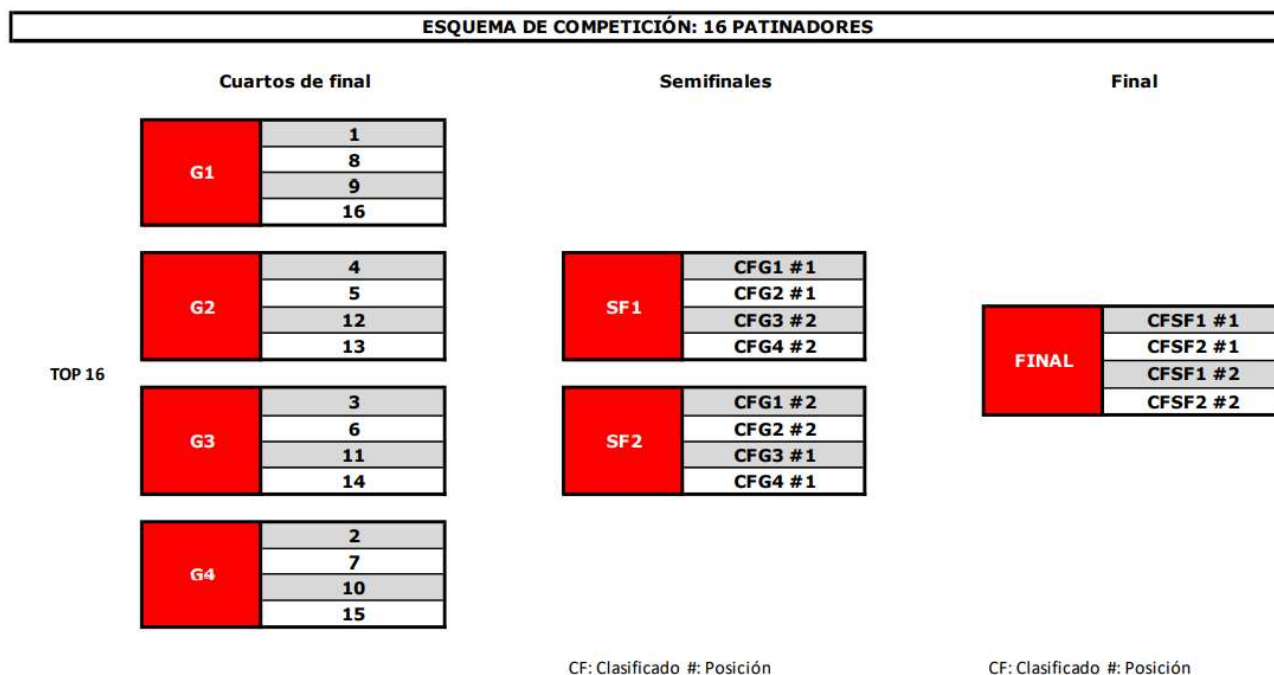 ESQUEMA DE COMPETICIÓN: 16 PATINADORES
Cuartos de final
Semifinales
Final
TOP 16
G1
1
8
9
16
G2
4
5
12
13
G3
3
6
11
14
G4
2
7
10
15
SF1
CFG1 #1
CFG2 #1
CFG3 #2
CFG4 #2
SF2
CFG1 #2
CFG2 #2
CFG3 #1
CFG4 #1
FINAL
CFSF1 #1
CFSF2 #1
CFSF1 #2
CFSF2 #2
CF: Clasificado #: Posición
CF: Clasificado #: Posición